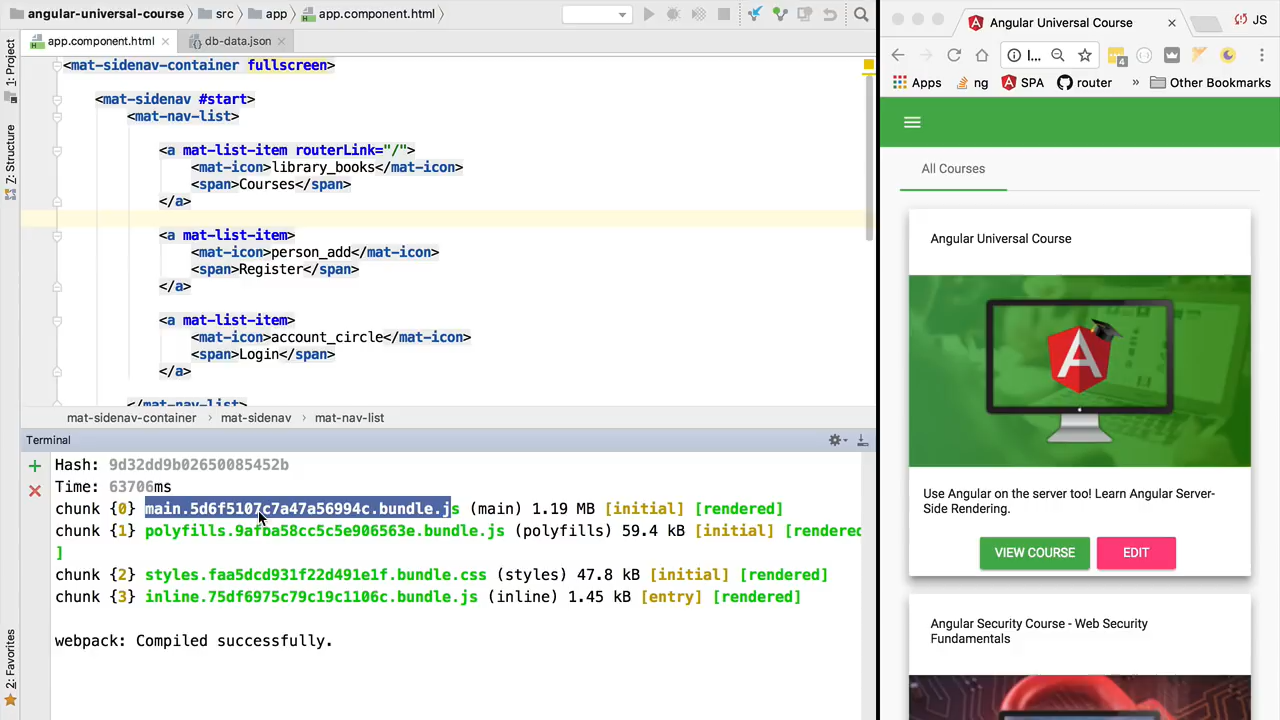 angular-universal-course
src
app
app.component.html
app.component.html
db-data.json
1: Project
Z: Structure
2: Favorites
<mat-sidenav-container fullscreen>
<mat-sidenav #start>
<mat-nav-list>
<a mat-list-item routerLink="/">
<mat-icon>library_books</mat-icon>
<span>Courses</span>
</a>
<a mat-list-item>
<mat-icon>person_add</mat-icon>
<span>Register</span>
</a>
<a mat-list-item>
<mat-icon>account_circle</mat-icon>
<span>Login</span>
</a>
</mat-nav-list>
mat-sidenav-container
mat-sidenav
mat-nav-list
Terminal
Hash: 9d32dd9b02650085452b
Time: 63706ms
chunk {0} main.5d6f5107c7a47a56994c.bundle.js (main) 1.19 MB [initial] [rendered]
chunk {1} polyfills.9afba58cc5c5e906563e.bundle.js (polyfills) 59.4 kB [initial] [rendered
]
chunk {2} styles.faa5dcd931f22d491e1f.bundle.css (styles) 47.8 kB [initial] [rendered]
chunk {3} inline.75df6975c79c19c1106c.bundle.js (inline) 1.45 kB [entry] [rendered]
webpack: Compiled successfully.
Angular Universal Course
JS
l...
4
Apps
ng
SPA
router
»
Other Bookmarks
All Courses
Angular Universal Course
A
Use Angular on the server too! Learn Angular Server-
Side Rendering.
VIEW COURSE
EDIT
Angular Security Course - Web Security
Fundamentals